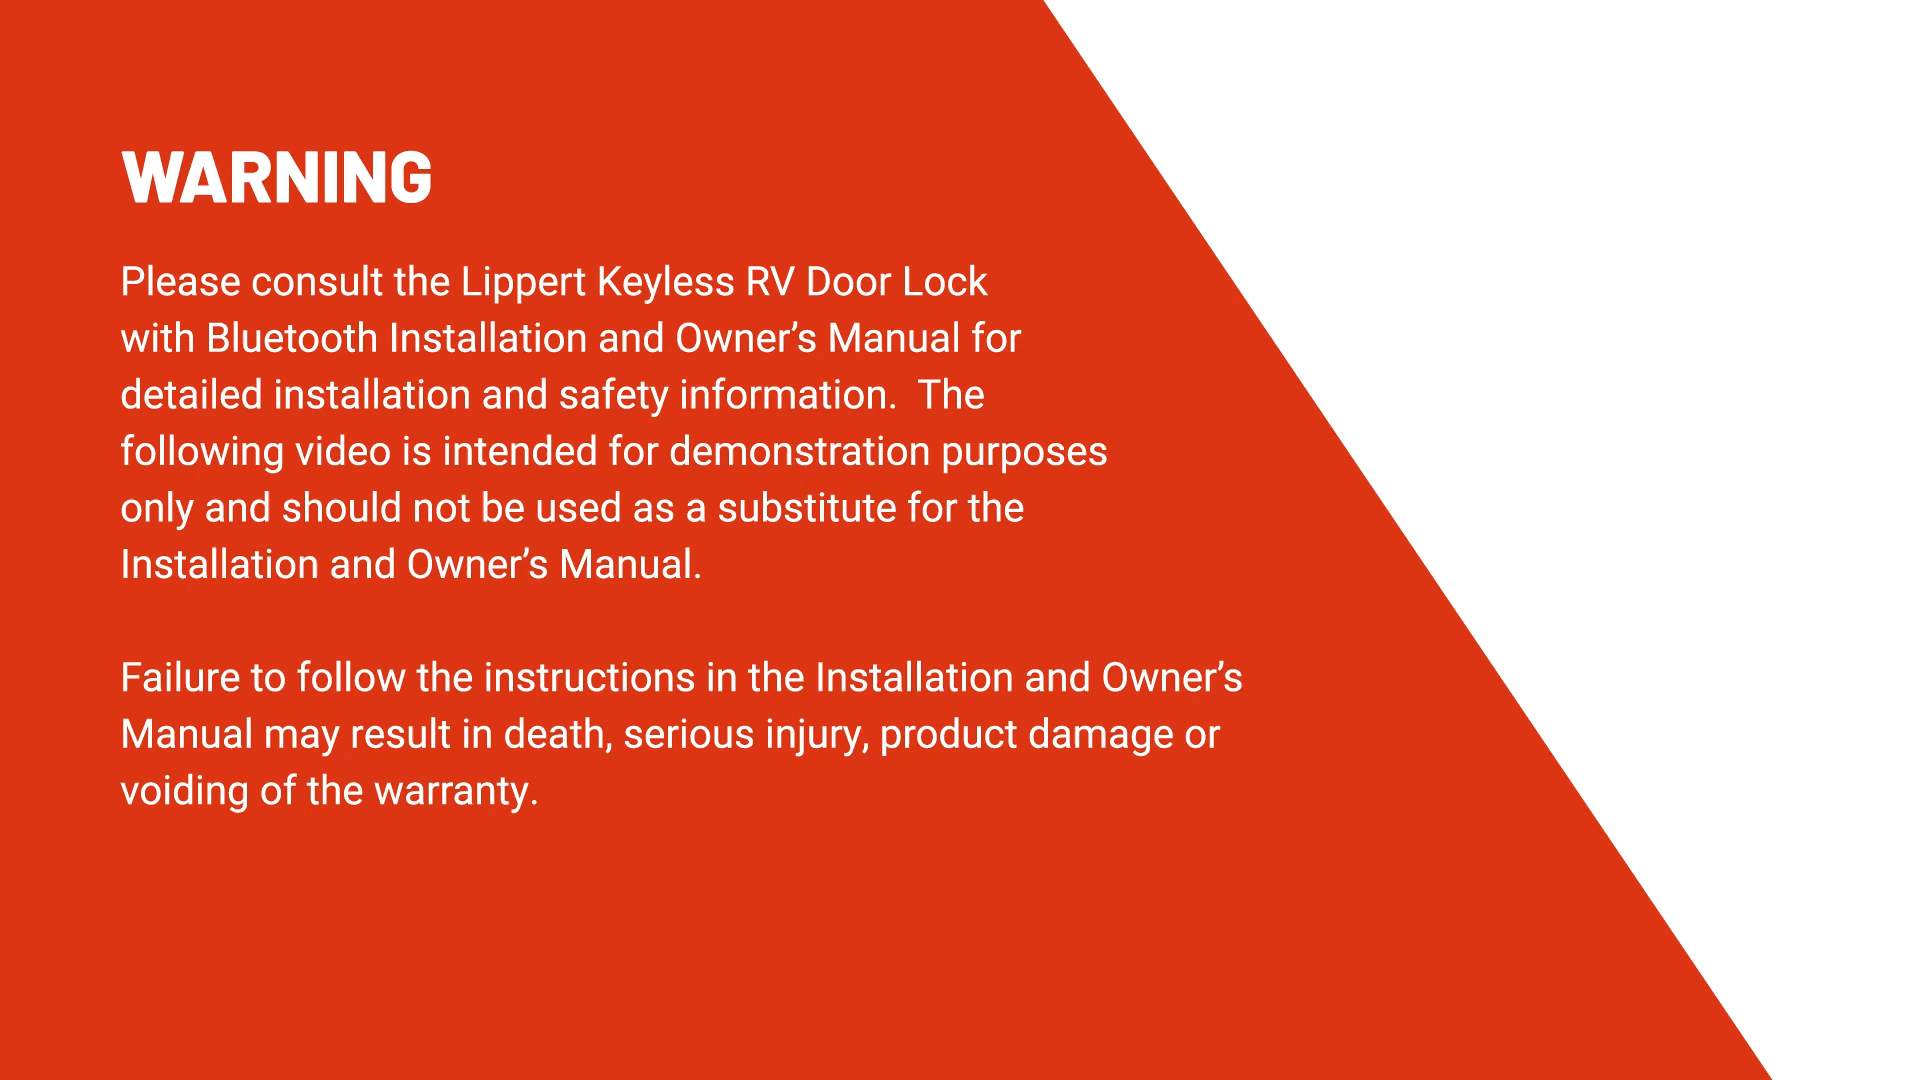 WARNING
Please consult the Lippert Keyless RV Door Lock
with Bluetooth Installation and Owner’s Manual for
detailed installation and safety information.  The
following video is intended for demonstration purposes
only and should not be used as a substitute for the
Installation and Owner’s Manual.
Failure to follow the instructions in the Installation and Owner’s
Manual may result in death, serious injury, product damage or
voiding of the warranty.